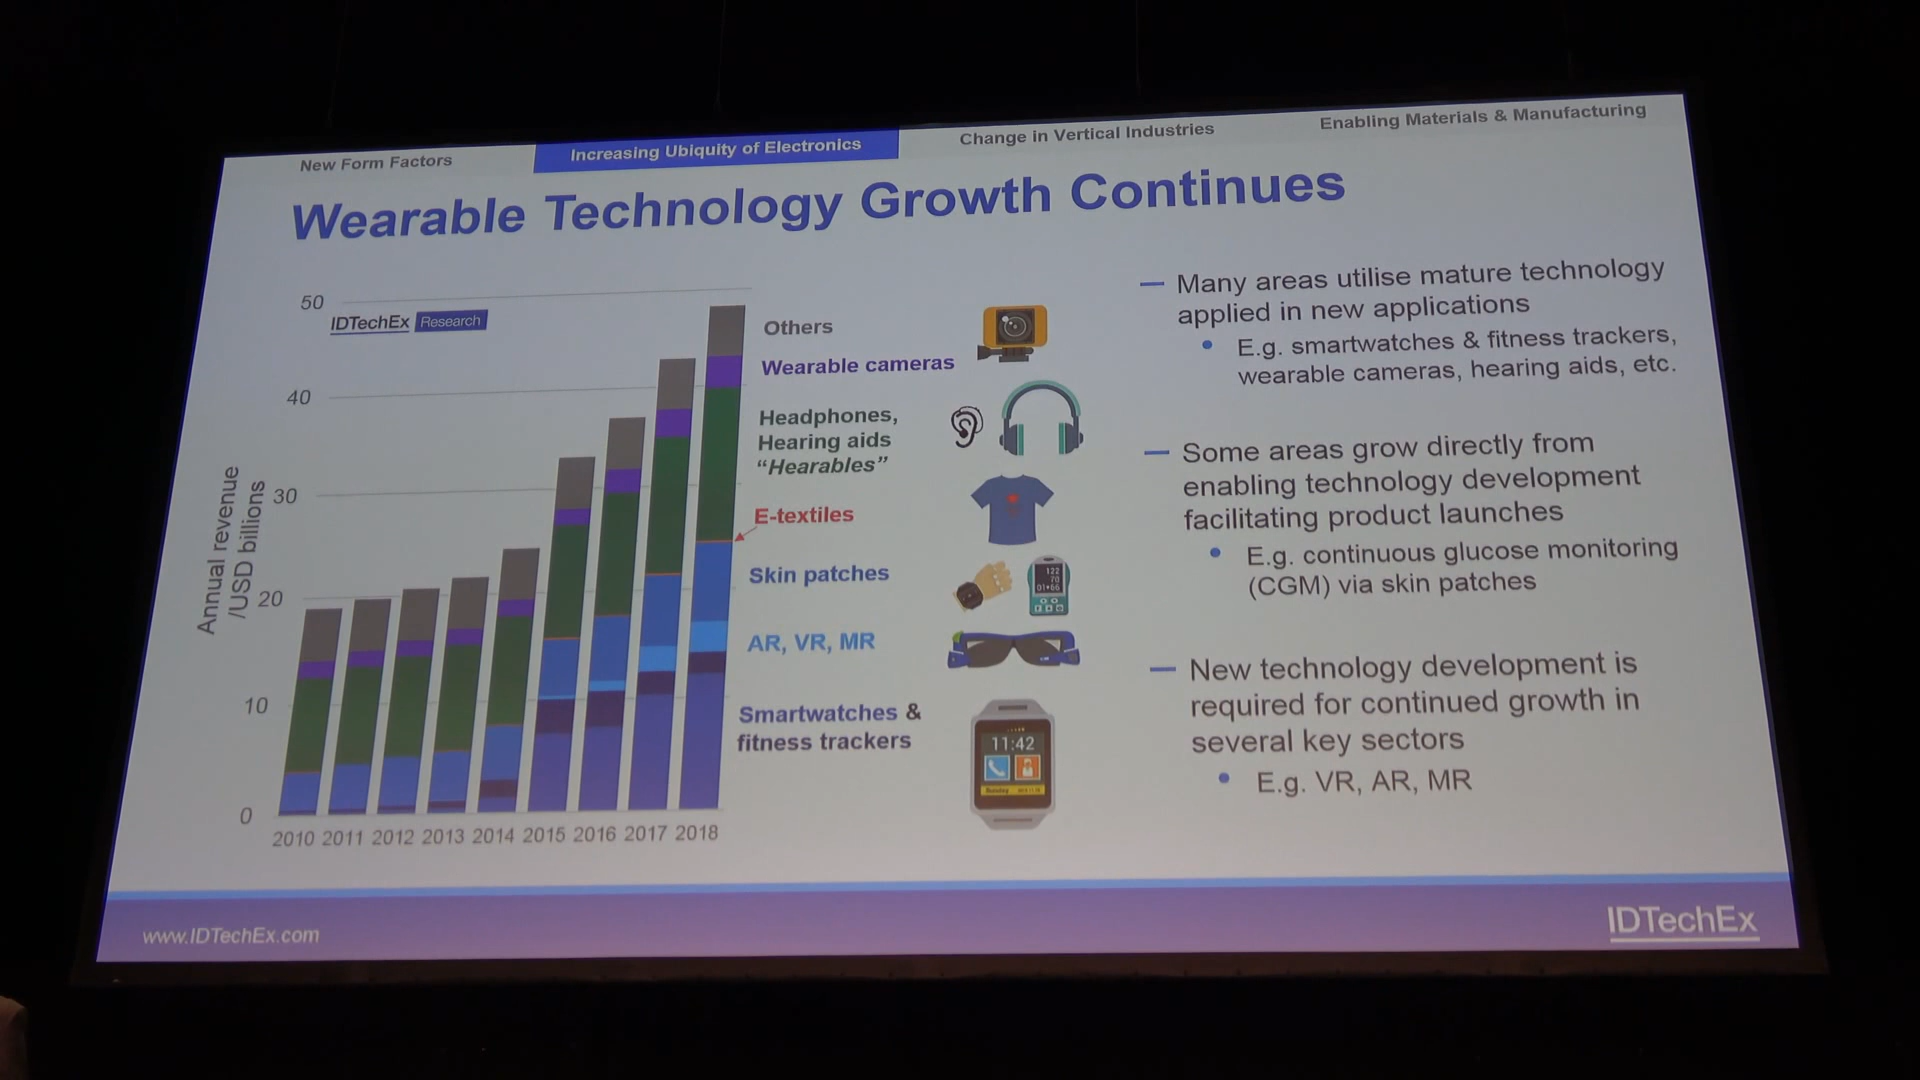 New Form Factors
Increasing Ubiquity of Electronics
Change in Vertical Industries
Enabling Materials & Manufacturing
Wearable Technology Growth Continues
Annual revenue
/USD billions
50
40
30
20
10
0
IDTechEx Research
2010 2011 2012 2013 2014 2015 2016 2017 2018
Others
Wearable cameras
Headphones,
Hearing aids
“Hearables”
E-textiles
Skin patches
AR, VR, MR
Smartwatches &
fitness trackers
122
70
11:42
— Many areas utilise mature technology
applied in new applications
• E.g. smartwatches & fitness trackers,
wearable cameras, hearing aids, etc.
— Some areas grow directly from
enabling technology development
facilitating product launches
• E.g. continuous glucose monitoring
(CGM) via skin patches
— New technology development is
required for continued growth in
several key sectors
• E.g. VR, AR, MR
www.IDTechEx.com
IDTechEx